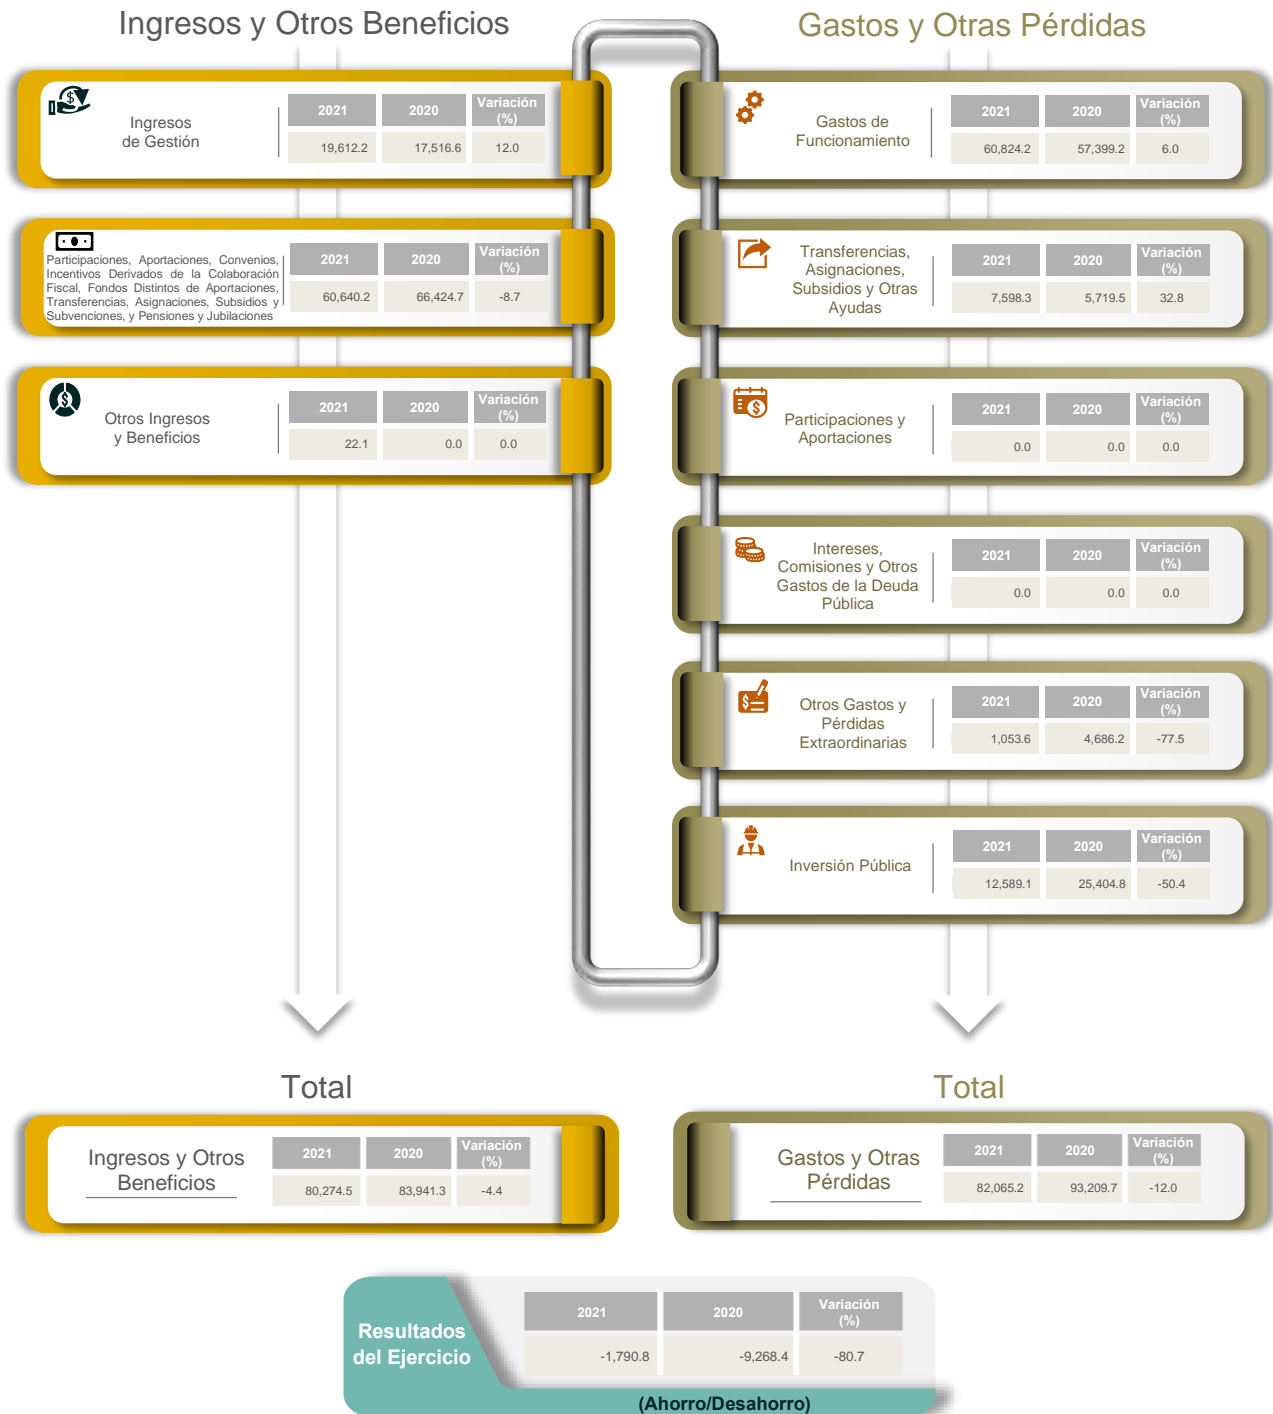 Ingresos y Otros Beneficios
Ingresos
de Gestión
2021 2020 Variación (%)
19,612.2 17,516.6 12.0
Participaciones, Aportaciones, Convenios,
Incentivos Derivados de la Colaboración
Fiscal, Fondos Distintos de Aportaciones,
Transferencias, Asignaciones, Subsidios y
Subvenciones, y Pensiones y Jubilaciones
2021 2020 Variación (%)
60,640.2 66,424.7 -8.7
Otros Ingresos
y Beneficios
2021 2020 Variación (%)
22.1 0.0 0.0
Gastos y Otras Pérdidas
Gastos de
Funcionamiento
2021 2020 Variación (%)
60,824.2 57,399.2 6.0
Transferencias,
Asignaciones,
Subsidios y Otras
Ayudas
2021 2020 Variación (%)
7,598.3 5,719.5 32.8
Participaciones y
Aportaciones
2021 2020 Variación (%)
0.0 0.0 0.0
Intereses,
Comisiones y Otros
Gastos de la Deuda
Pública
2021 2020 Variación (%)
0.0 0.0 0.0
Otros Gastos y
Pérdidas
Extraordinarias
2021 2020 Variación (%)
1,053.6 4,686.2 -77.5
Inversión Pública
2021 2020 Variación (%)
12,589.1 25,404.8 -50.4
Total
Ingresos y Otros
Beneficios
2021 2020 Variación (%)
80,274.5 83,941.3 -4.4
Total
Gastos y Otras
Pérdidas
2021 2020 Variación (%)
82,065.2 93,209.7 -12.0
Resultados
del Ejercicio
2021 2020 Variación (%)
-1,790.8 -9,268.4 -80.7
(Ahorro/Desahorro)